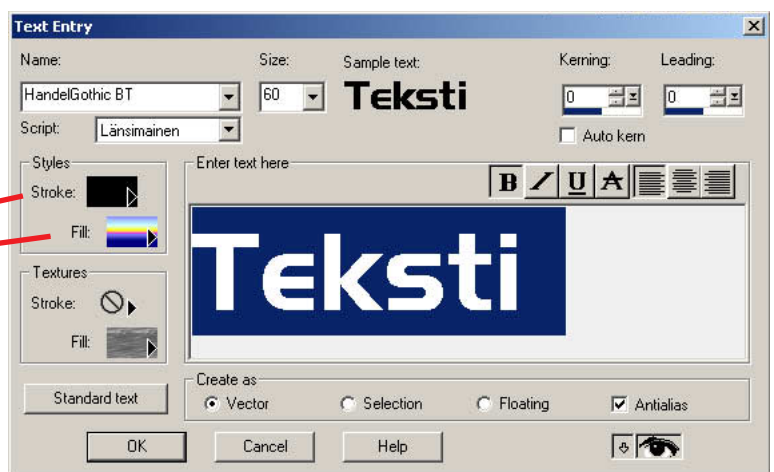 Text Entry
Name: Size: Sample text: Kerning: Leading:
HandelGothic BT 60 Teksti 0 0
Script: Länsimainen Auto kern
Styles Enter text here
Stroke: B I U A
Fill:
Teksti
Textures
Stroke:
Fill:
Create as
Standard text Vector Selection Floating Antialias
OK Cancel Help